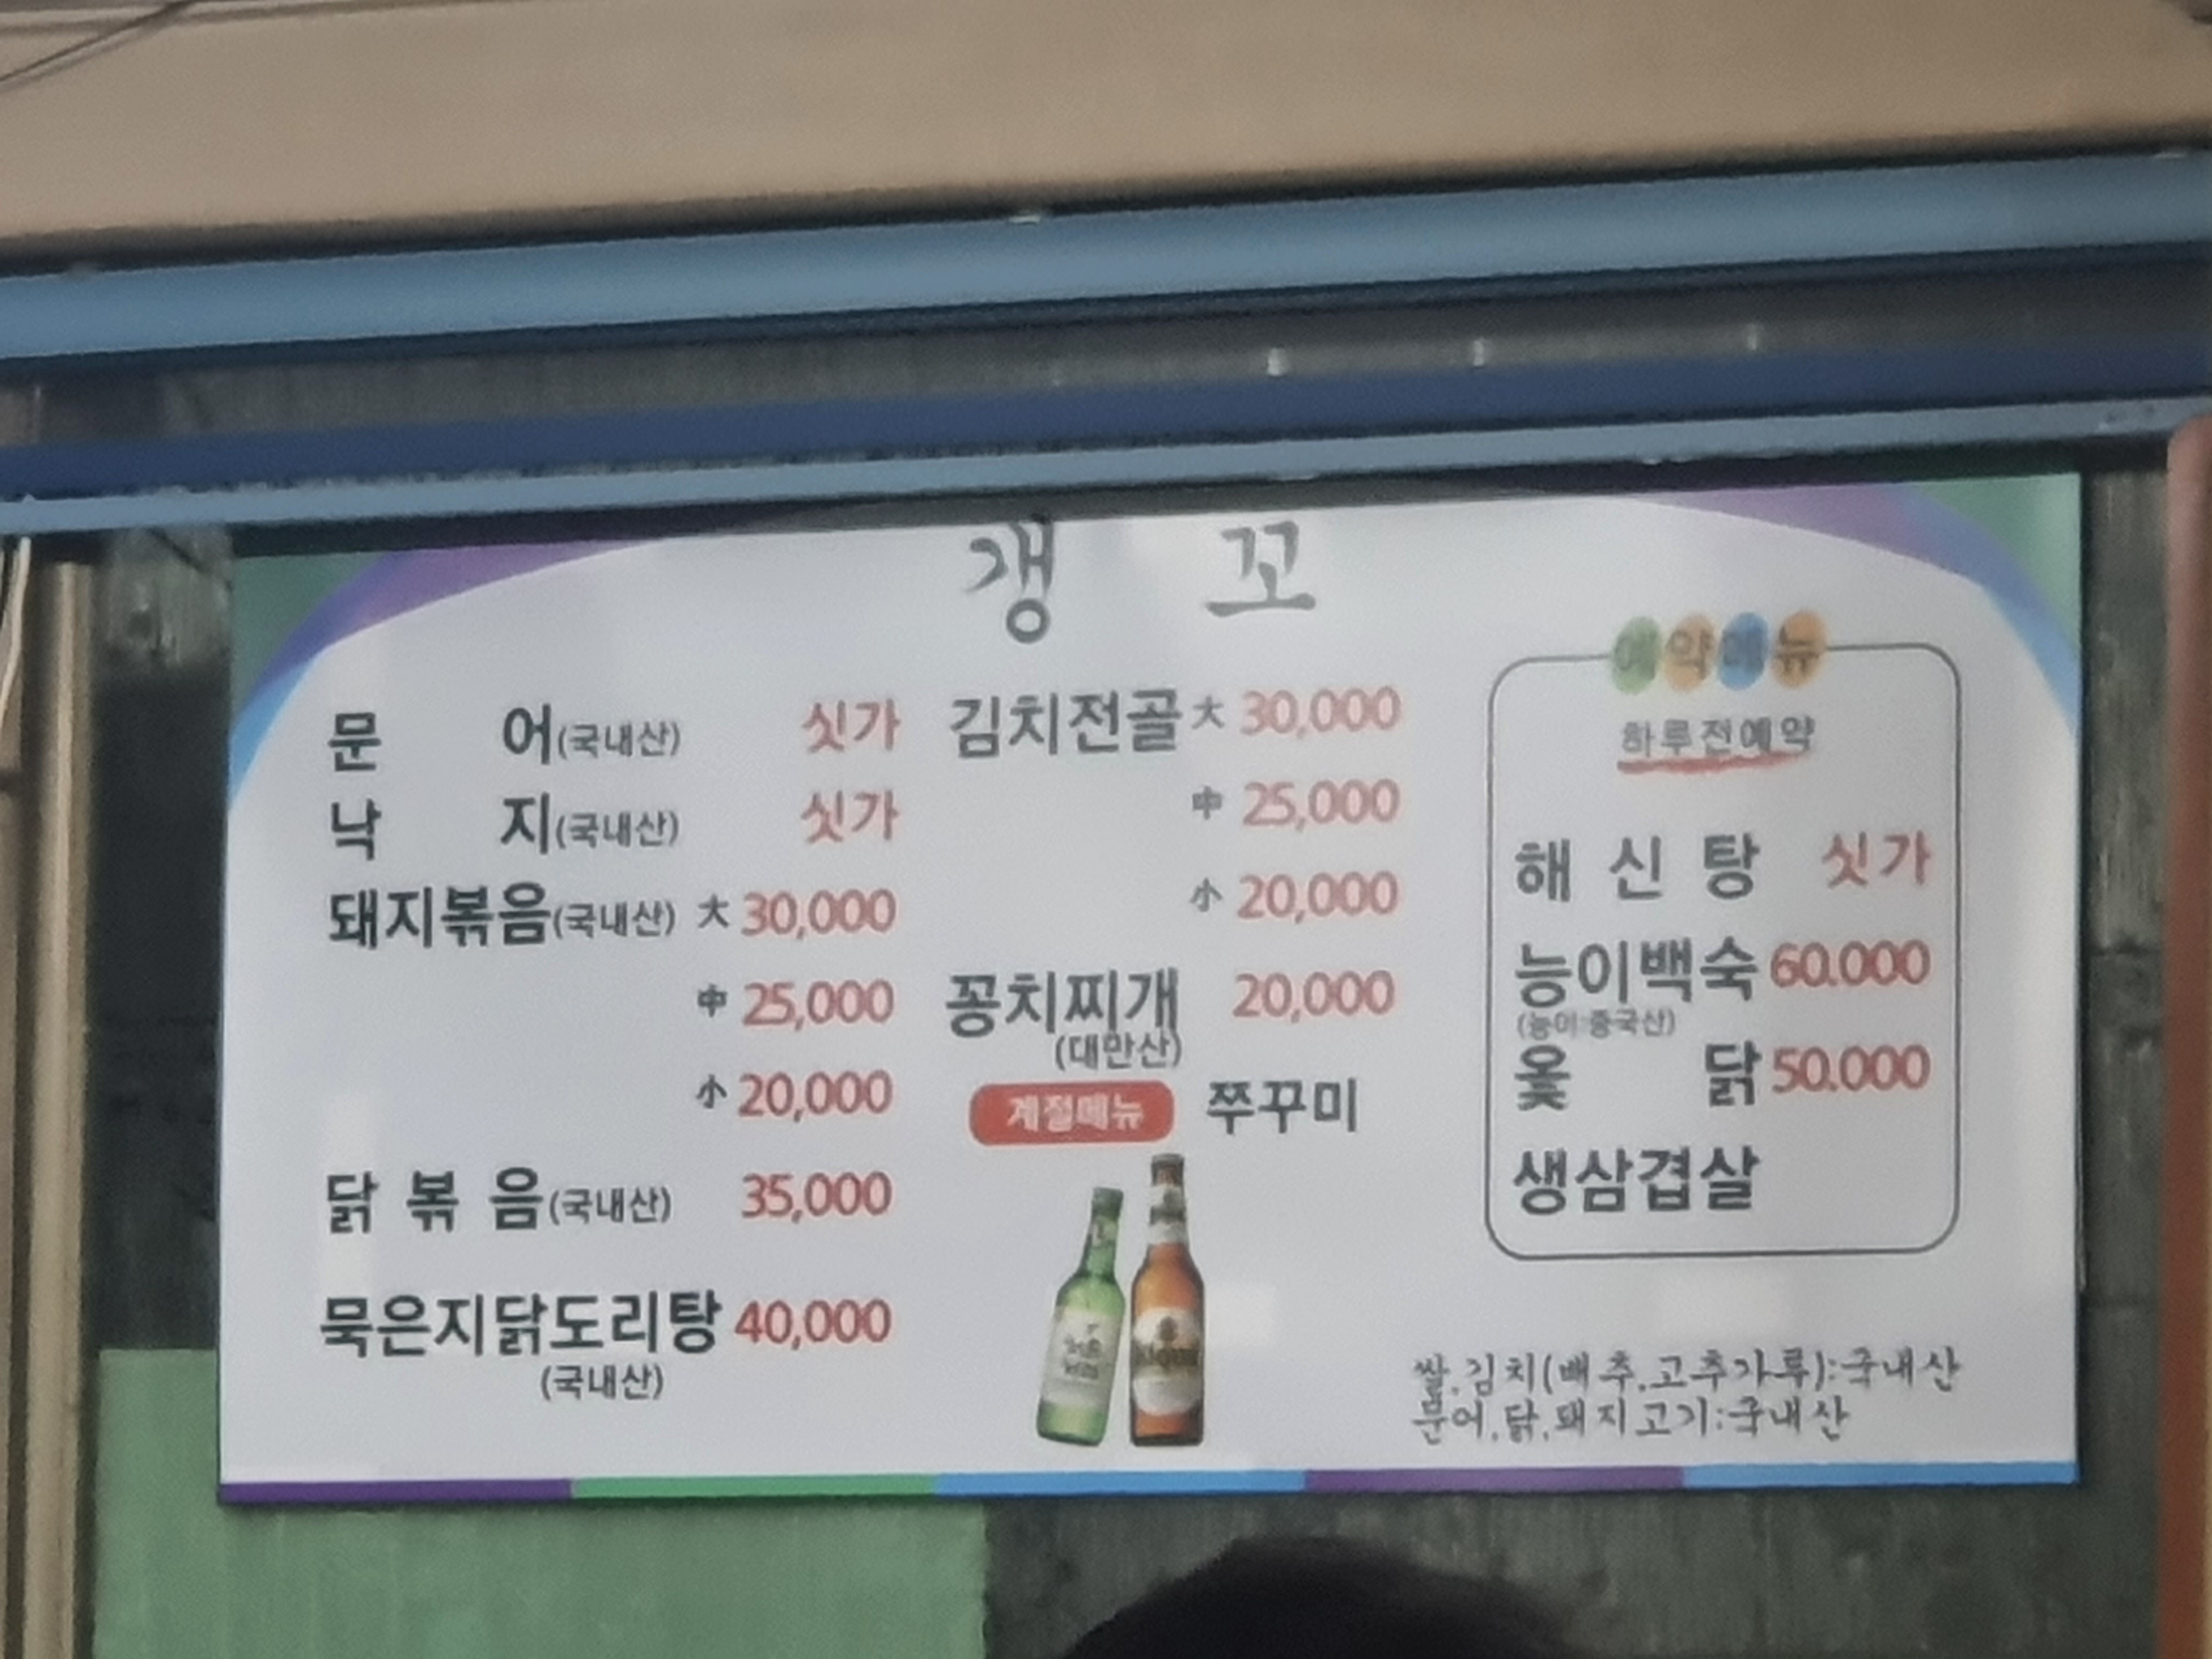 갱 꼬
문 어(국내산) 싯가
낙 지(국내산) 싯가
돼지볶음(국내산) 大 30,000
中 25,000
小 20,000
닭 볶 음(국내산) 35,000
묵은지닭도리탕 40,000
(국내산)
김치전골 大 30,000
中 25,000
小 20,000
꽁치찌개 20,000
(대만산)
계절메뉴 쭈꾸미
예약메뉴
하루전예약
해 신 탕 싯가
능이백숙 60.000
(능이:중국산)
옻 닭 50.000
생삼겹살
쌀.김치(배추.고추가루):국내산
문어.닭.돼지고기:국내산